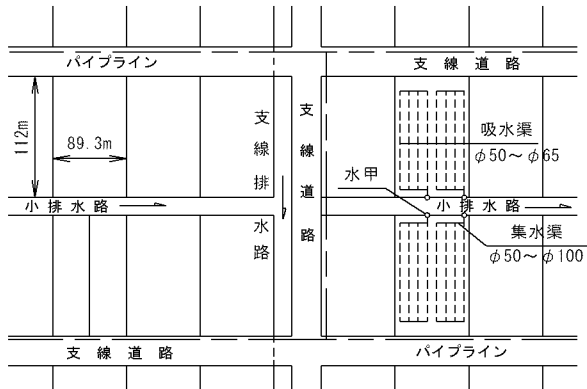 パイプライン
支線道路
112m
89.3m
支線排水路
支線道路
吸水渠
φ50～φ65
水甲
小排水路
小排水路
集水渠
φ50～φ100
支線道路
パイプライン